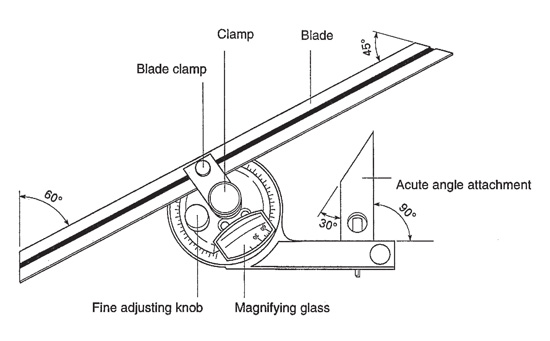 Clamp
Blade
45°
Blade clamp
60°
Acute angle attachment
90°
30°
Fine adjusting knob
Magnifying glass